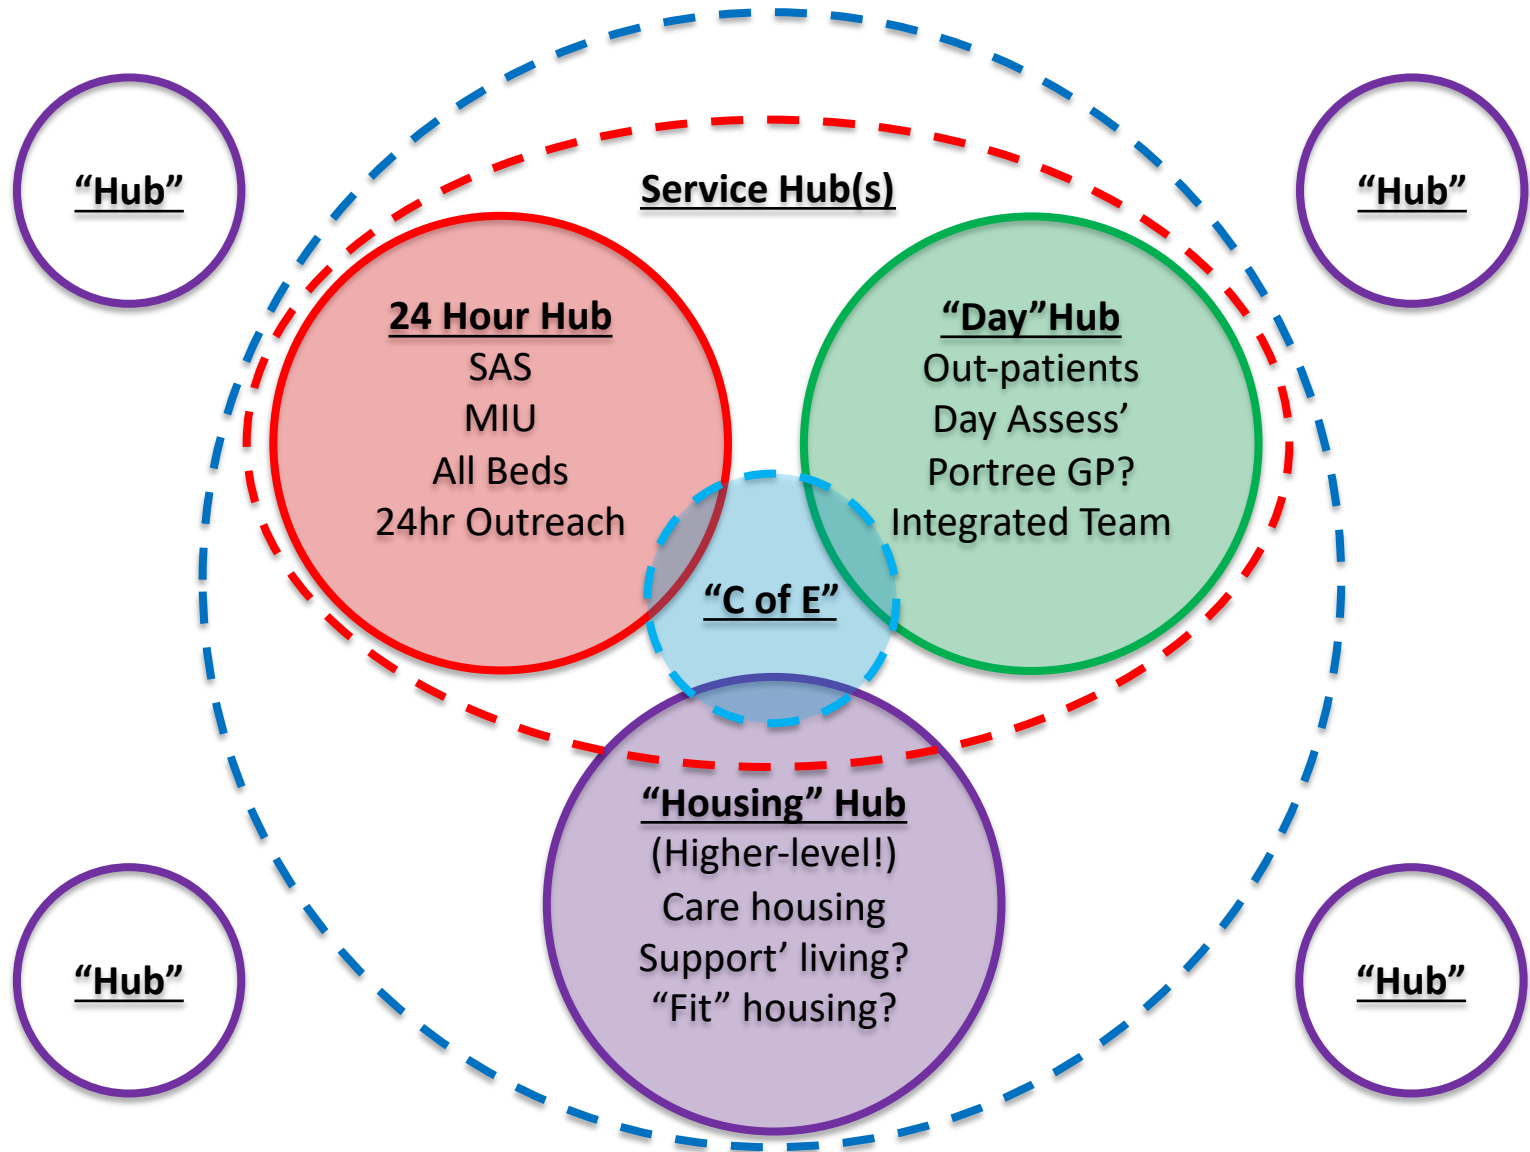 “Hub”
“Hub”
Service Hub(s)
24 Hour Hub
SAS
MIU
All Beds
24hr Outreach
“Day”Hub
Out-patients
Day Assess’
Portree GP?
Integrated Team
“C of E”
“Housing” Hub
(Higher-level!)
Care housing
Support’ living?
“Fit” housing?
“Hub”
“Hub”